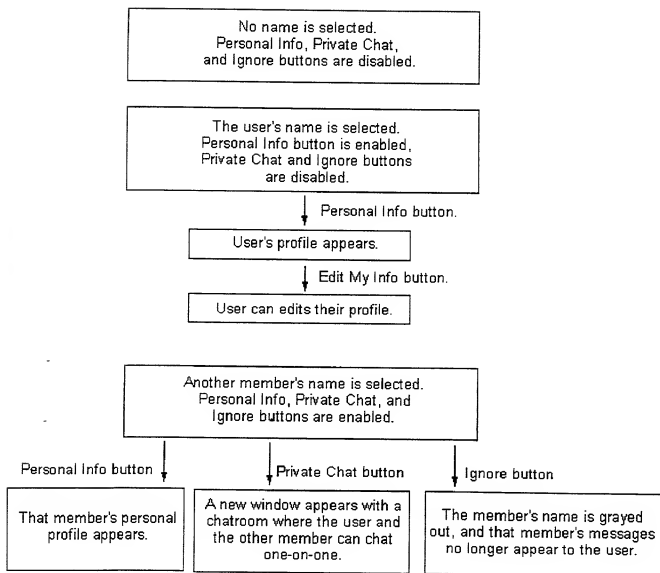 No name is selected.
Personal Info, Private Chat,
and Ignore buttons are disabled.
The user's name is selected.
Personal Info button is enabled,
Private Chat and Ignore buttons
are disabled.
Personal Info button.
User's profile appears.
Edit My Info button.
User can edits their profile.
Another member's name is selected.
Personal Info, Private Chat, and
Ignore buttons are enabled.
Personal Info button
Private Chat button
Ignore button
That member's personal
profile appears.
A new window appears with a
chatroom where the user and
the other member can chat
one-on-one.
The member's name is grayed
out, and that member's messages
no longer appear to the user.